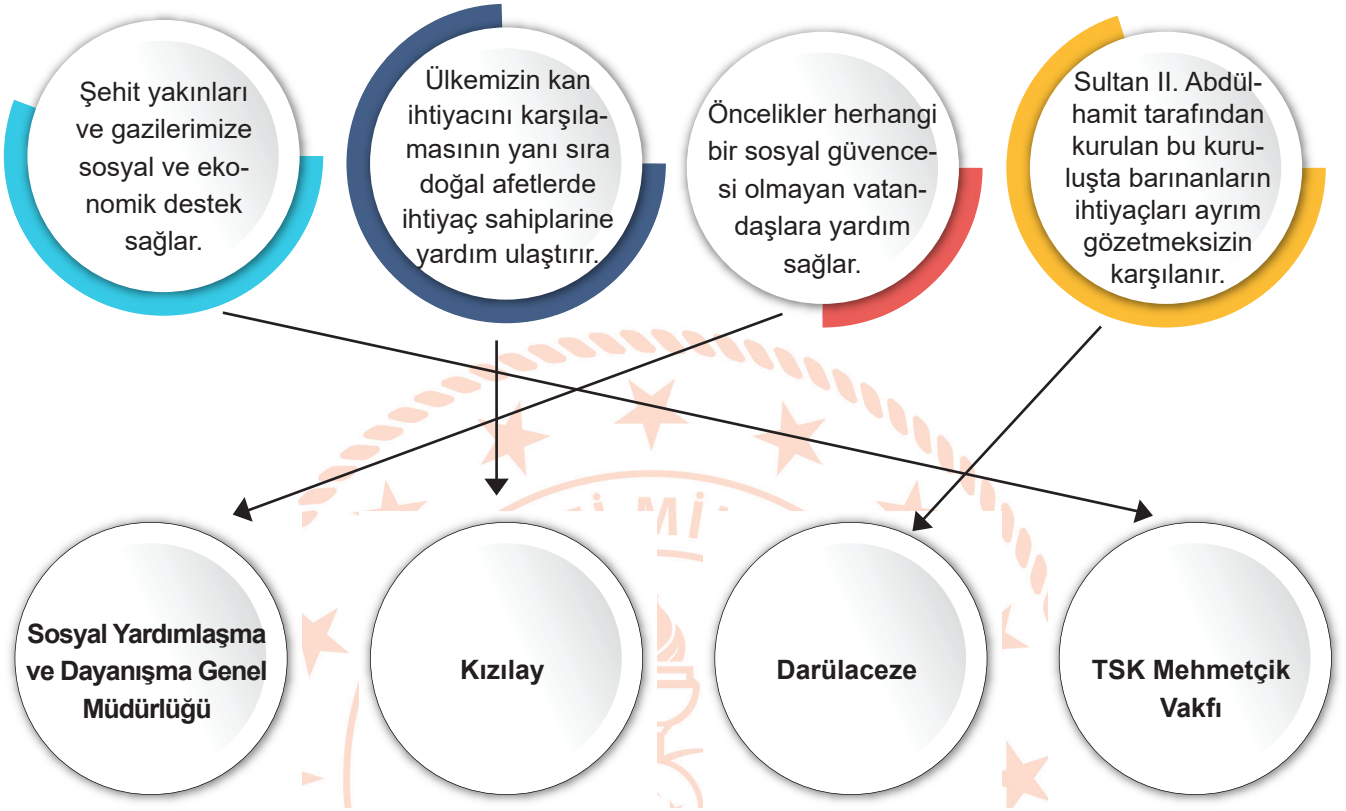 Şehit yakınları
ve gazilerimize
sosyal ve eko-
nomik destek
sağlar.
Ülkemizin kan
ihtiyacını karşıla-
masının yanı sıra
doğal afetlerde
ihtiyaç sahiplerine
yardım ulaştırır.
Öncelikler herhangi
bir sosyal güvence-
si olmayan vatan-
daşlara yardım
sağlar.
Sultan II. Abdül-
hamit tarafından
kurulan bu kuru-
luşta barınanların
ihtiyaçları ayrım
gözetmeksizin
karşılanır.
Sosyal Yardımlaşma
ve Dayanışma Genel
Müdürlüğü
Kızılay
Darülaceze
TSK Mehmetçik
Vakfı